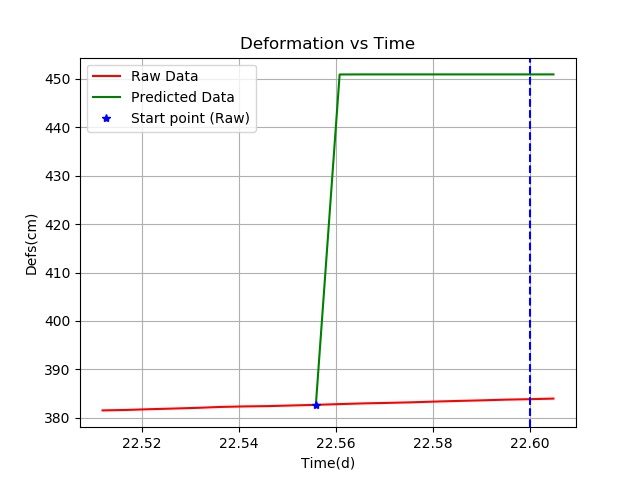 Deformation vs Time
Raw Data
Predicted Data
Start point (Raw)
450
440
430
420
410
400
390
380
Defs(cm)
22.52 22.54 22.56 22.58 22.60
Time(d)